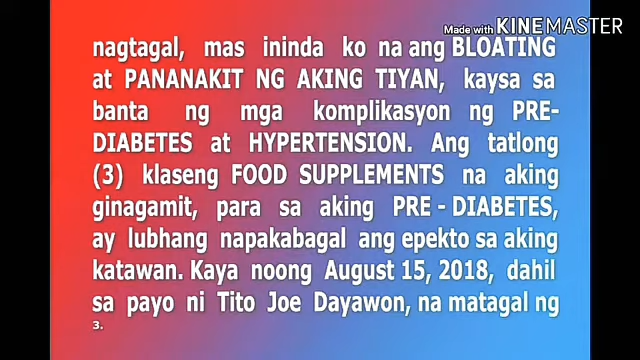 Made with KINEMASTER
nagtagal, mas ininda ko na ang BLOATING
at PANANAKIT NG AKING TIYAN, kaysa sa
banta ng mga komplikasyon ng PRE-
DIABETES at HYPERTENSION. Ang tatlong
(3) klaseng FOOD SUPPLEMENTS na aking
ginagamit, para sa aking PRE - DIABETES,
ay lubhang napakabagal ang epekto sa aking
katawan. Kaya noong August 15, 2018, dahil
sa payo ni Tito Joe Dayawon, na matagal ng
3.